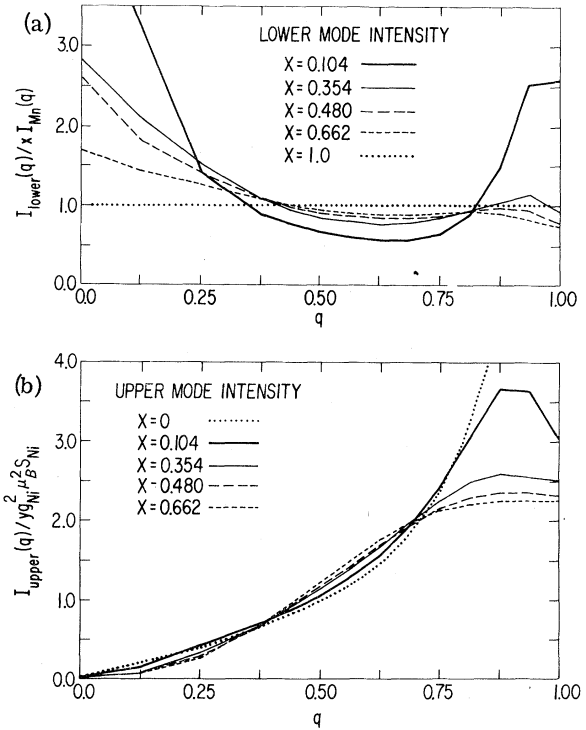 (a)
3.0
2.0
1.0
0.0
I_lower(q)/x I_Mn(q)
LOWER MODE INTENSITY
X=0.104
X=0.354
X=0.480
X=0.662
X=1.0
0.0 0.25 0.50 0.75 1.00
q
(b)
4.0
3.0
2.0
1.0
0.0
I_upper(q)/yg²_Ni μ²_B S_Ni
UPPER MODE INTENSITY
X=0
X=0.104
X=0.354
X=0.480
X=0.662
0.0 0.25 0.50 0.75 1.00
q